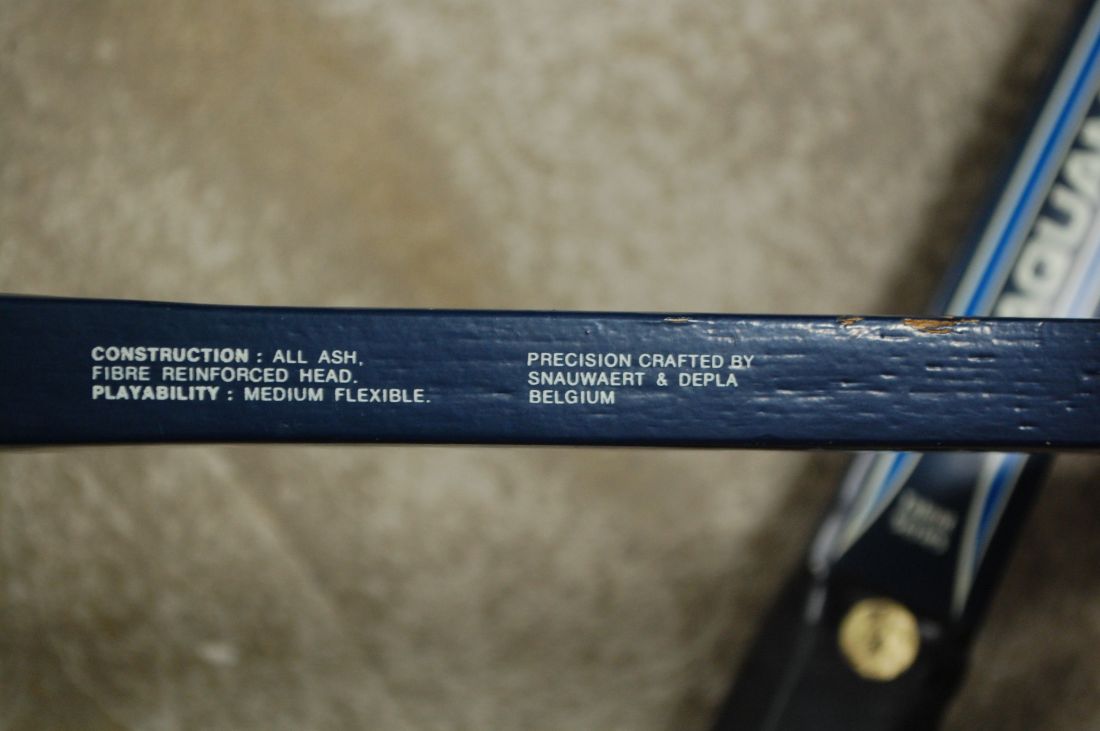 CONSTRUCTION : ALL ASH,
FIBRE REINFORCED HEAD.
PLAYABILITY : MEDIUM FLEXIBLE.
PRECISION CRAFTED BY
SNAUWAERT & DEPLA
BELGIUM